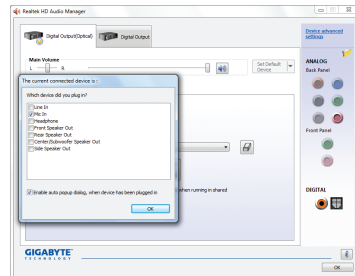 Realtek HD Audio Manager
Digital Output(Optical)
Digital Output
Device advanced
settings
Main Volume
L
R
Set Default
Device
ANALOG
Back Panel
The current connected device is :
Which device did you plug in?
Line In
Mic In
Headphone
Front Speaker Out
Rear Speaker Out
Center/Subwoofer Speaker Out
Side Speaker Out
Front Panel
when running in shared
Enable auto popup dialog, when device has been plugged in
DIGITAL
OK
GIGABYTE
TECHNOLOGY
OK